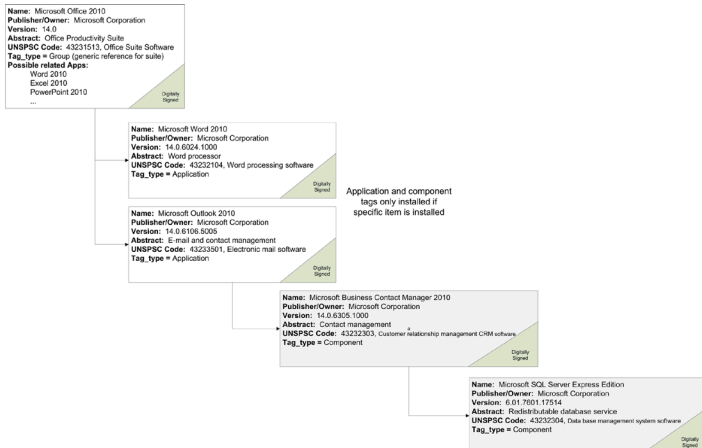 Name: Microsoft Office 2010
Publisher/Owner: Microsoft Corporation
Version: 14.0
Abstract: Office Productivity Suite
UNSPSC Code: 43231513, Office Suite Software
Tag_type = Group (generic reference for suite)
Possible related Apps:
Word 2010
Excel 2010
PowerPoint 2010
...
Digitally
Signed
Name: Microsoft Word 2010
Publisher/Owner: Microsoft Corporation
Version: 14.0.6024.1000
Abstract: Word processor
UNSPSC Code: 43232104, Word processing software
Tag_type = Application
Digitally
Signed
Application and component
tags only installed if
specific item is installed
Name: Microsoft Outlook 2010
Publisher/Owner: Microsoft Corporation
Version: 14.0.6106.5005
Abstract: E-mail and contact management
UNSPSC Code: 43233501, Electronic mail software
Tag_type = Application
Digitally
Signed
Name: Microsoft Business Contact Manager 2010
Publisher/Owner: Microsoft Corporation
Version: 14.0.6305.1000
Abstract: Contact management
UNSPSC Code: 43232303, Customer relationship management CRM software
Tag_type = Component
Digitally
Signed
Name: Microsoft SQL Server Express Edition
Publisher/Owner: Microsoft Corporation
Version: 6.01.7601.17514
Abstract: Redistributable database service
UNSPSC Code: 43232304, Data base management system software
Tag_type = Component
Digitally
Signed